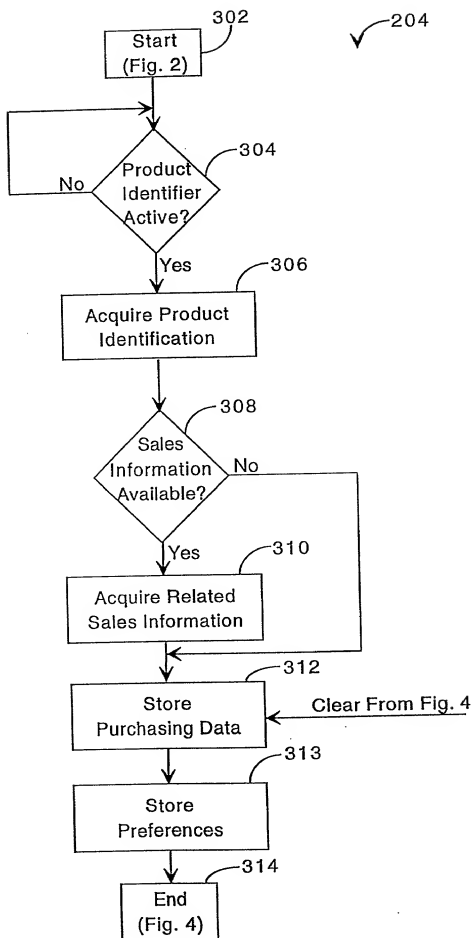 302
204
Start
(Fig. 2)
304
Product
Identifier
Active?
No
Yes
306
Acquire Product
Identification
308
Sales
Information
Available?
No
Yes
310
Acquire Related
Sales Information
312
Store
Purchasing Data
Clear From Fig. 4
313
Store
Preferences
314
End
(Fig. 4)